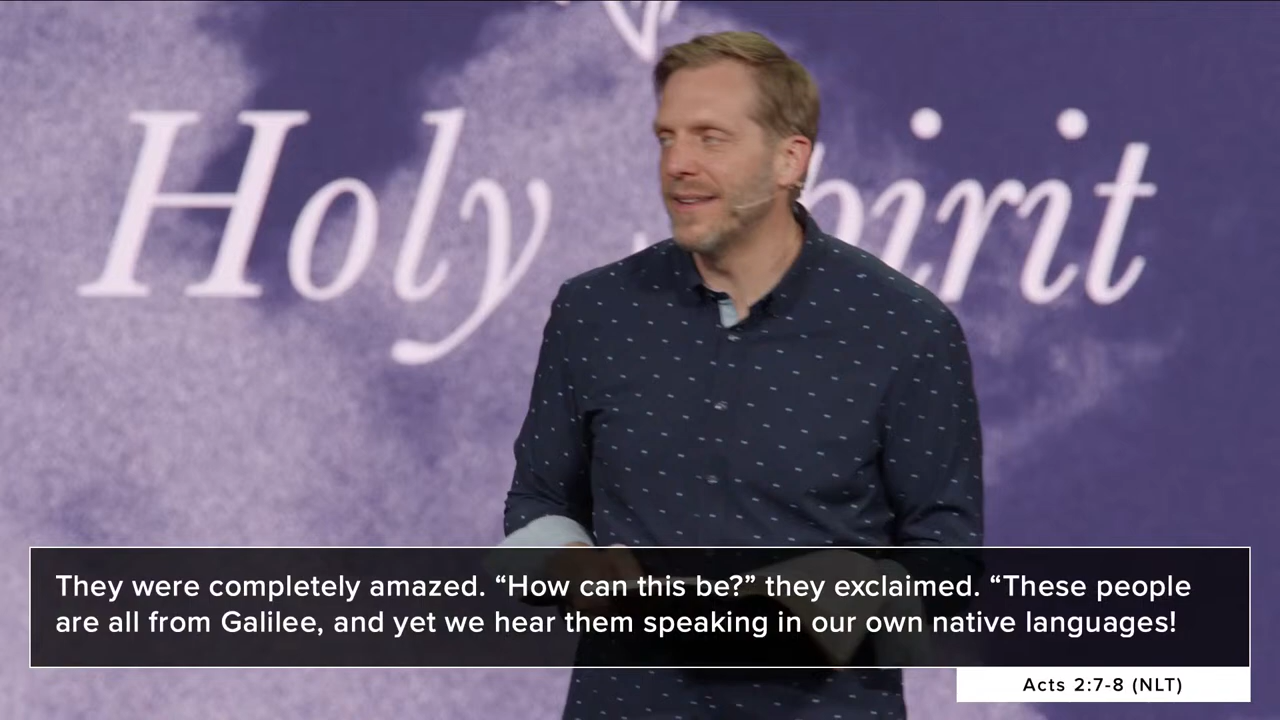 Holy Spirit
They were completely amazed. “How can this be?” they exclaimed. “These people
are all from Galilee, and yet we hear them speaking in our own native languages!
Acts 2:7-8 (NLT)